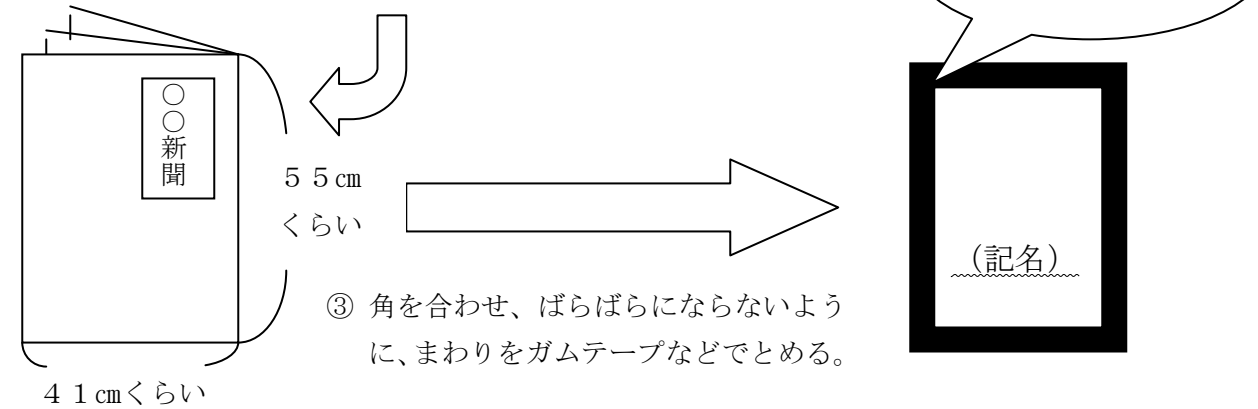 ○○新聞
５５㎝
くらい
（記名）
③ 角を合わせ、ばらばらにならないよう
に、まわりをガムテープなどでとめる。
４１㎝くらい